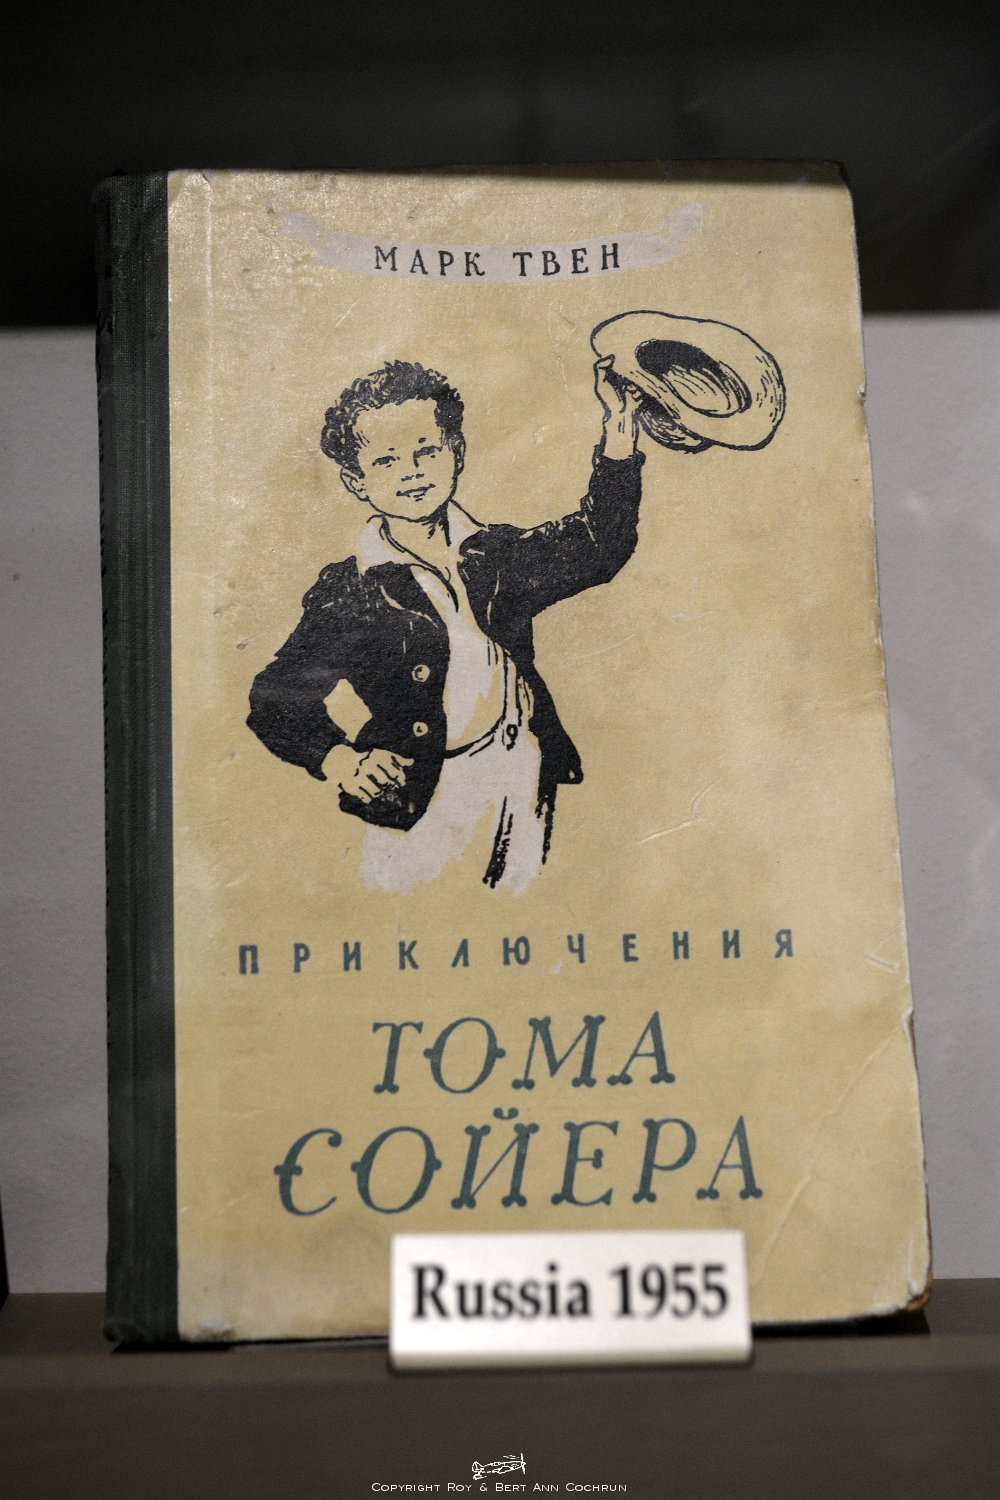 МАРК ТВЕН
ПРИКЛЮЧЕНИЯ
ТОМА
СОЙЕРА
Russia 1955
COPYRIGHT ROY & BERT ANN COCHRUN